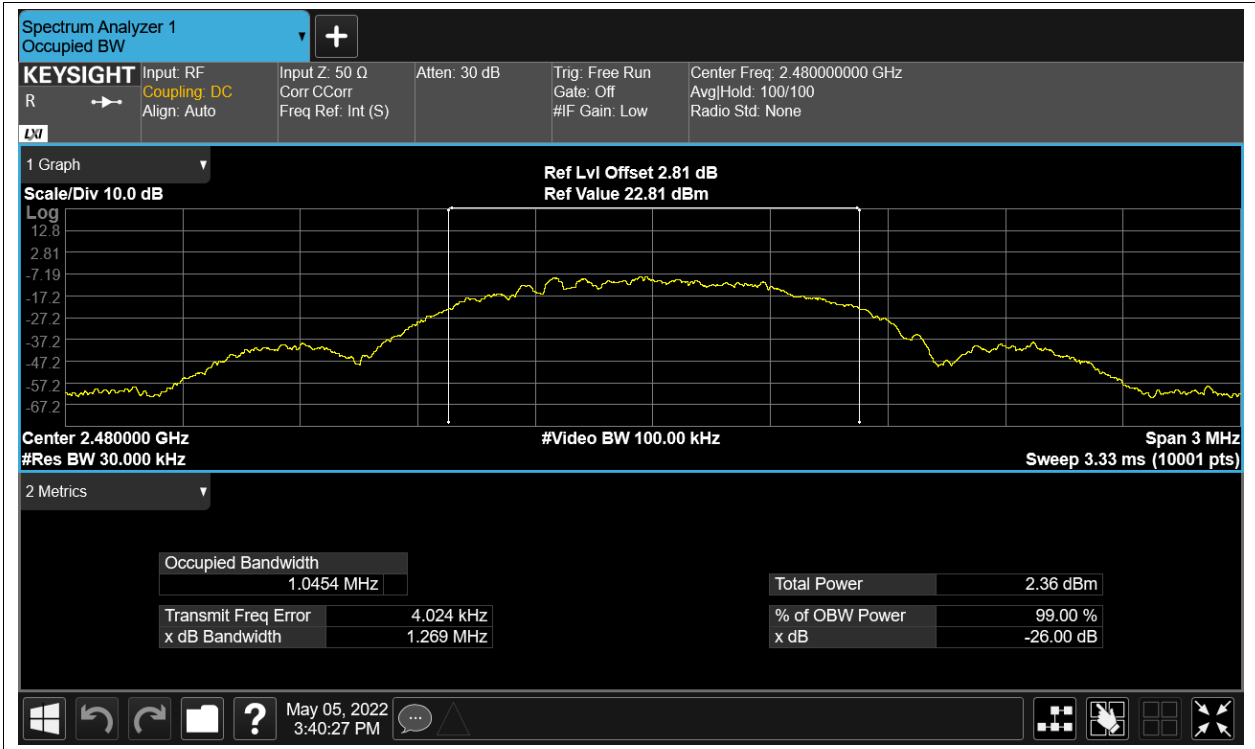 Spectrum Analyzer 1
Occupied BW
KEYSIGHT
R
LXI
Input: RF
Coupling: DC
Align: Auto
Input Z: 50 Ω
Corr CCorr
Freq Ref: Int (S)
Atten: 30 dB
Trig: Free Run
Gate: Off
#IF Gain: Low
Center Freq: 2.480000000 GHz
Avg|Hold: 100/100
Radio Std: None
1 Graph
Scale/Div 10.0 dB
Ref Lvl Offset 2.81 dB
Ref Value 22.81 dBm
Log
12.8
2.81
-7.19
-17.2
-27.2
-37.2
-47.2
-57.2
-67.2
Center 2.480000 GHz
#Res BW 30.000 kHz
#Video BW 100.00 kHz
Span 3 MHz
Sweep 3.33 ms (10001 pts)
2 Metrics
Occupied Bandwidth
1.0454 MHz
Transmit Freq Error 4.024 kHz
x dB Bandwidth 1.269 MHz
Total Power 2.36 dBm
% of OBW Power 99.00 %
x dB -26.00 dB
?
May 05, 2022
3:40:27 PM